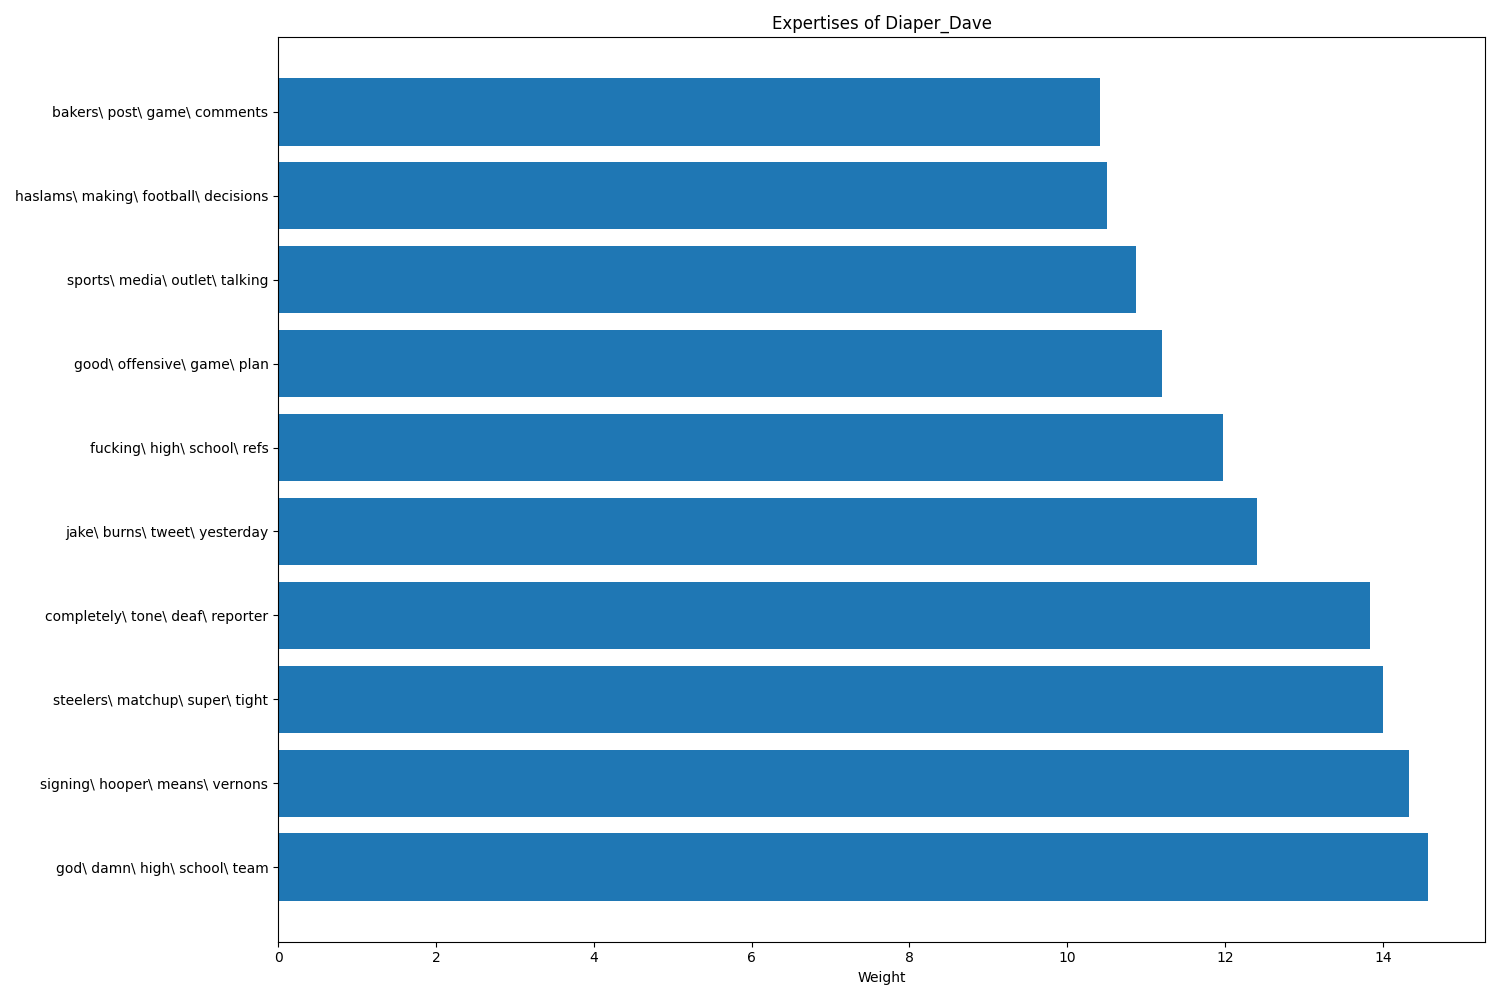 Expertises of Diaper_Dave
bakers\ post\ game\ comments
haslams\ making\ football\ decisions
sports\ media\ outlet\ talking
good\ offensive\ game\ plan
fucking\ high\ school\ refs
jake\ burns\ tweet\ yesterday
completely\ tone\ deaf\ reporter
steelers\ matchup\ super\ tight
signing\ hooper\ means\ vernons
god\ damn\ high\ school\ team
0 2 4 6 8 10 12 14
Weight